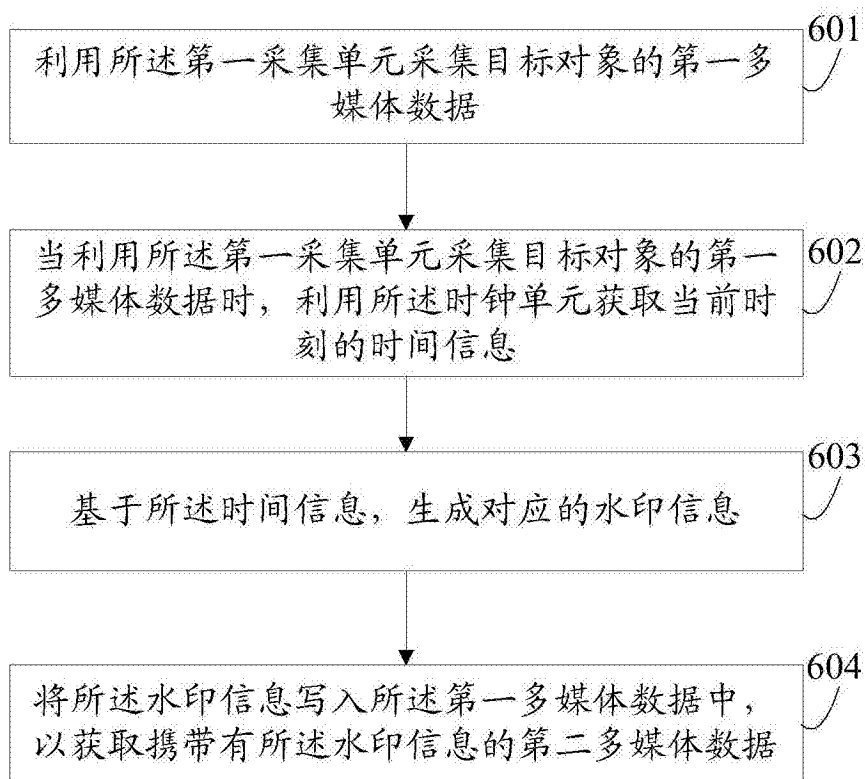 601
利用所述第一采集单元采集目标对象的第一多
媒体数据
602
当利用所述第一采集单元采集目标对象的第一
多媒体数据时，利用所述时钟单元获取当前时
刻的时间信息
603
基于所述时间信息，生成对应的水印信息
604
将所述水印信息写入所述第一多媒体数据中，
以获取携带有所述水印信息的第二多媒体数据